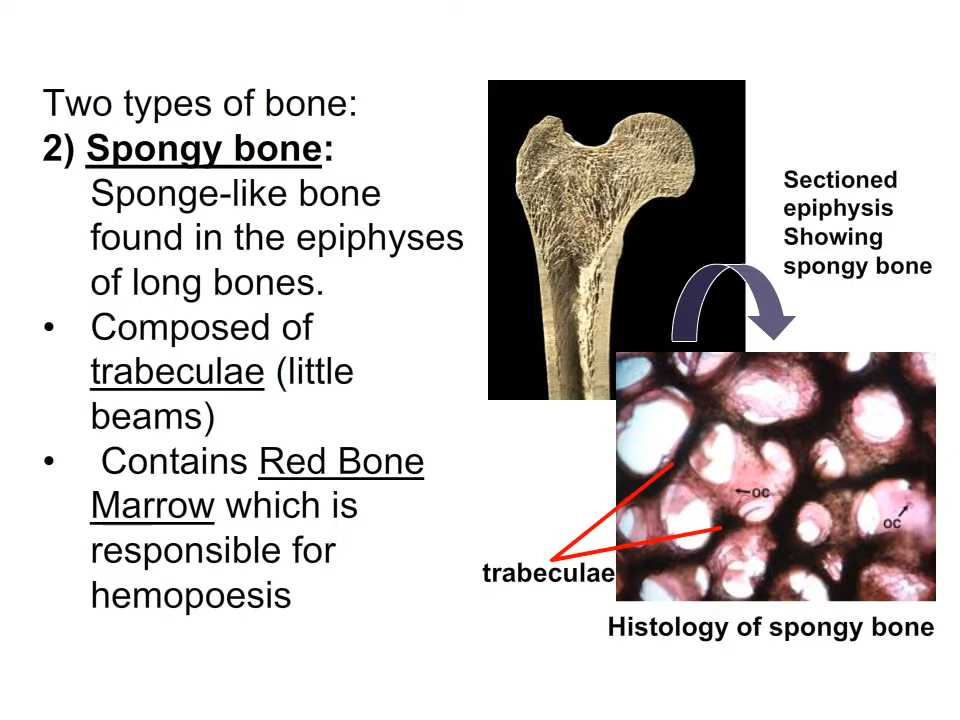 Two types of bone:
2) Spongy bone:
Sponge-like bone
found in the epiphyses
of long bones.
• Composed of
trabeculae (little
beams)
• Contains Red Bone
Marrow which is
responsible for
hemopoesis
Sectioned
epiphysis
Showing
spongy bone
oc
oc
trabeculae
Histology of spongy bone